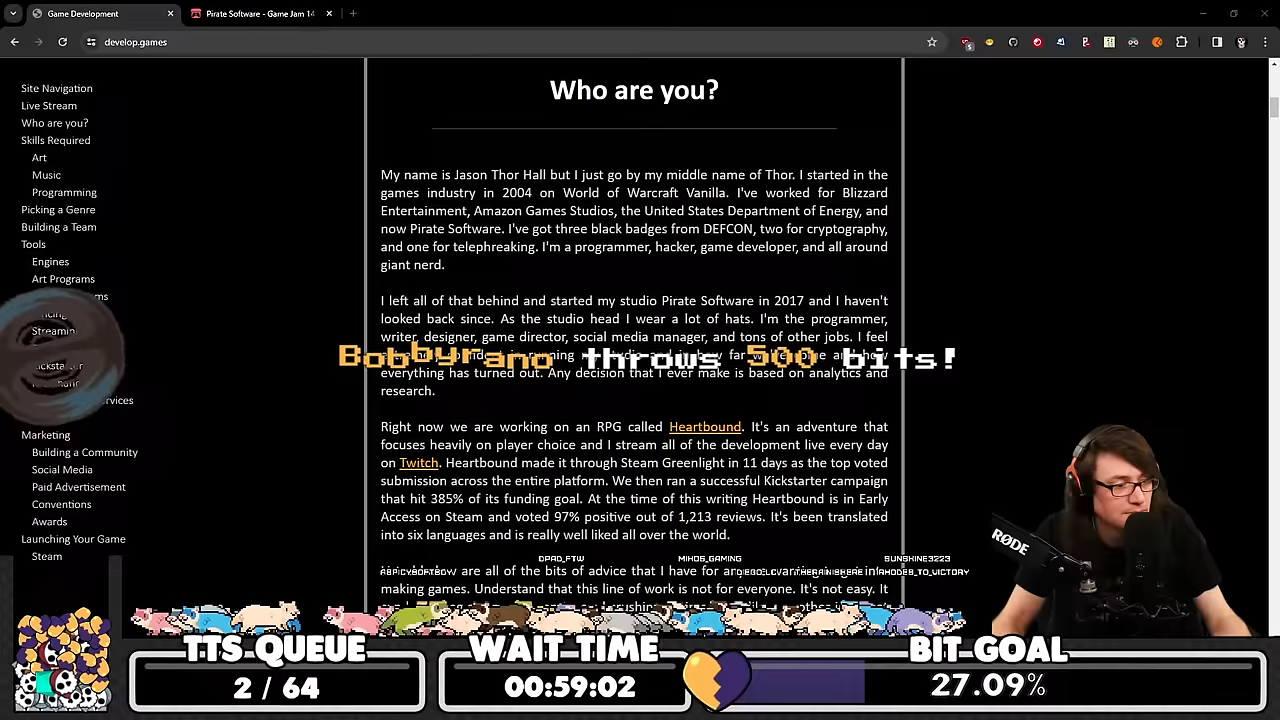 Game Development
Pirate Software - Game Jam 14
develop.games
Site Navigation
Live Stream
Who are you?
Skills Required
Art
Music
Programming
Picking a Genre
Building a Team
Tools
Engines
Art Programs
Marketing
Building a Community
Social Media
Paid Advertisement
Conventions
Awards
Launching Your Game
Steam
Who are you?
My name is Jason Thor Hall but I just go by my middle name of Thor. I started in the
games industry in 2004 on World of Warcraft Vanilla. I've worked for Blizzard
Entertainment, Amazon Games Studios, the United States Department of Energy, and
now Pirate Software. I've got three black badges from DEFCON, two for cryptography,
and one for telephreaking. I'm a programmer, hacker, game developer, and all around
giant nerd.
I left all of that behind and started my studio Pirate Software in 2017 and I haven't
looked back since. As the studio head I wear a lot of hats. I'm the programmer,
writer, designer, game director, social media manager, and tons of other jobs. I feel
Bobbyrano throws 500 bits!
everything has turned out. Any decision that I ever make is based on analytics and
research.
Right now we are working on an RPG called Heartbound. It's an adventure that
focuses heavily on player choice and I stream all of the development live every day
on Twitch. Heartbound made it through Steam Greenlight in 11 days as the top voted
submission across the entire platform. We then ran a successful Kickstarter campaign
that hit 385% of its funding goal. At the time of this writing Heartbound is in Early
Access on Steam and voted 97% positive out of 1,213 reviews. It's been translated
into six languages and is really well liked all over the world.
DPAD_FTW MIHOS_GAMING SUNSHINE3223
are all of the bits of advice that I have for
making games. Understand that this line of work is not for everyone. It's not easy. It
RØDE
TTS QUEUE
2 / 64
WAIT TIME
00:59:02
BIT GOAL
27.09%